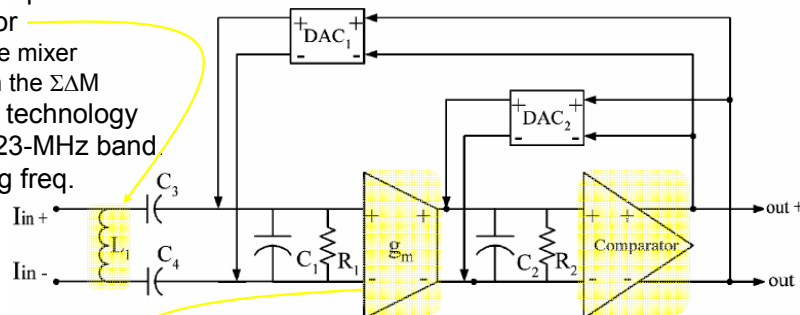 or
e mixer
the ΣΔM
technology
23-MHz band.
g freq.
+ DAC₁ +
- -
+ DAC₂ +
- -
C₃
Iin +
L₁
Iin -
C₄
C₁
R₁
+ +
gₘ
- -
C₂
R₂
+ +
Comparator
- -
out +
out